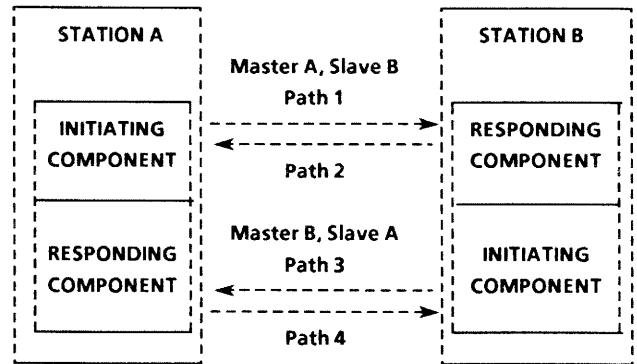 STATION A
INITIATING
COMPONENT
RESPONDING
COMPONENT
Master A, Slave B
Path 1
Path 2
Master B, Slave A
Path 3
Path 4
STATION B
RESPONDING
COMPONENT
INITIATING
COMPONENT